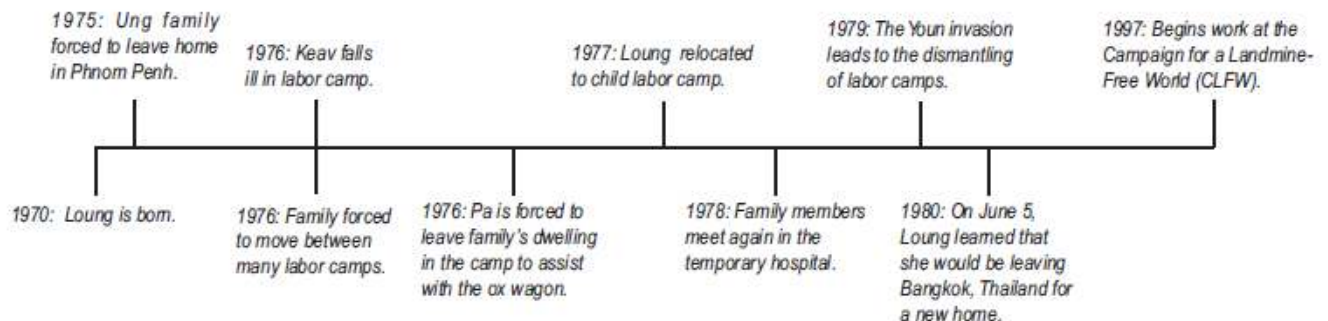 1975: Ung family
forced to leave home
in Phnom Penh.
1976: Keav falls
ill in labor camp.
1977: Loung relocated
to child labor camp.
1979: The Youn invasion
leads to the dismantling
of labor camps.
1997: Begins work at the
Campaign for a Landmine-
Free World (CLFW).
1970: Loung is born.
1976: Family forced
to move between
many labor camps.
1976: Pa is forced to
leave family's dwelling
in the camp to assist
with the ox wagon.
1978: Family members
meet again in the
temporary hospital.
1980: On June 5,
Loung learned that
she would be leaving
Bangkok, Thailand for
a new home.